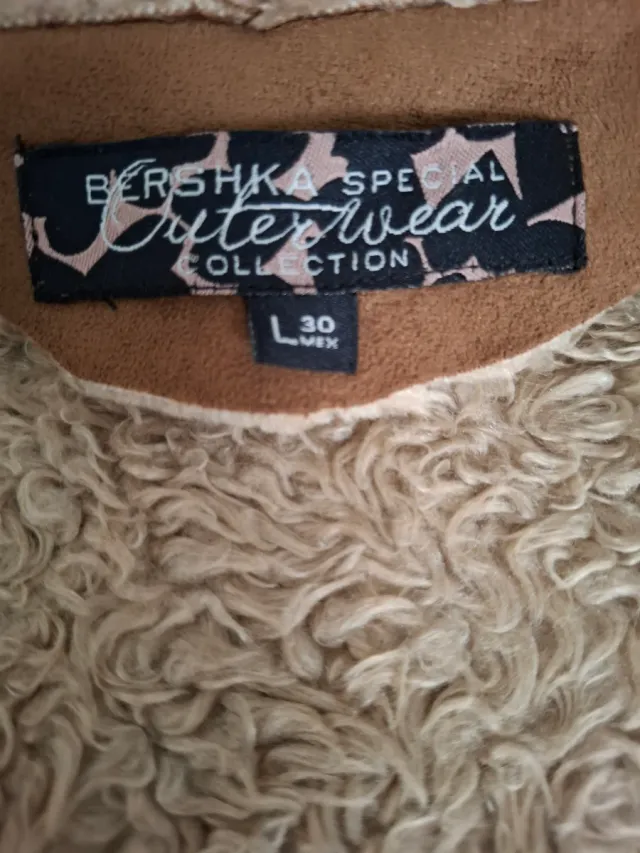 BERSHKA SPECIAL
Outerwear
COLLECTION
L 30
MEX